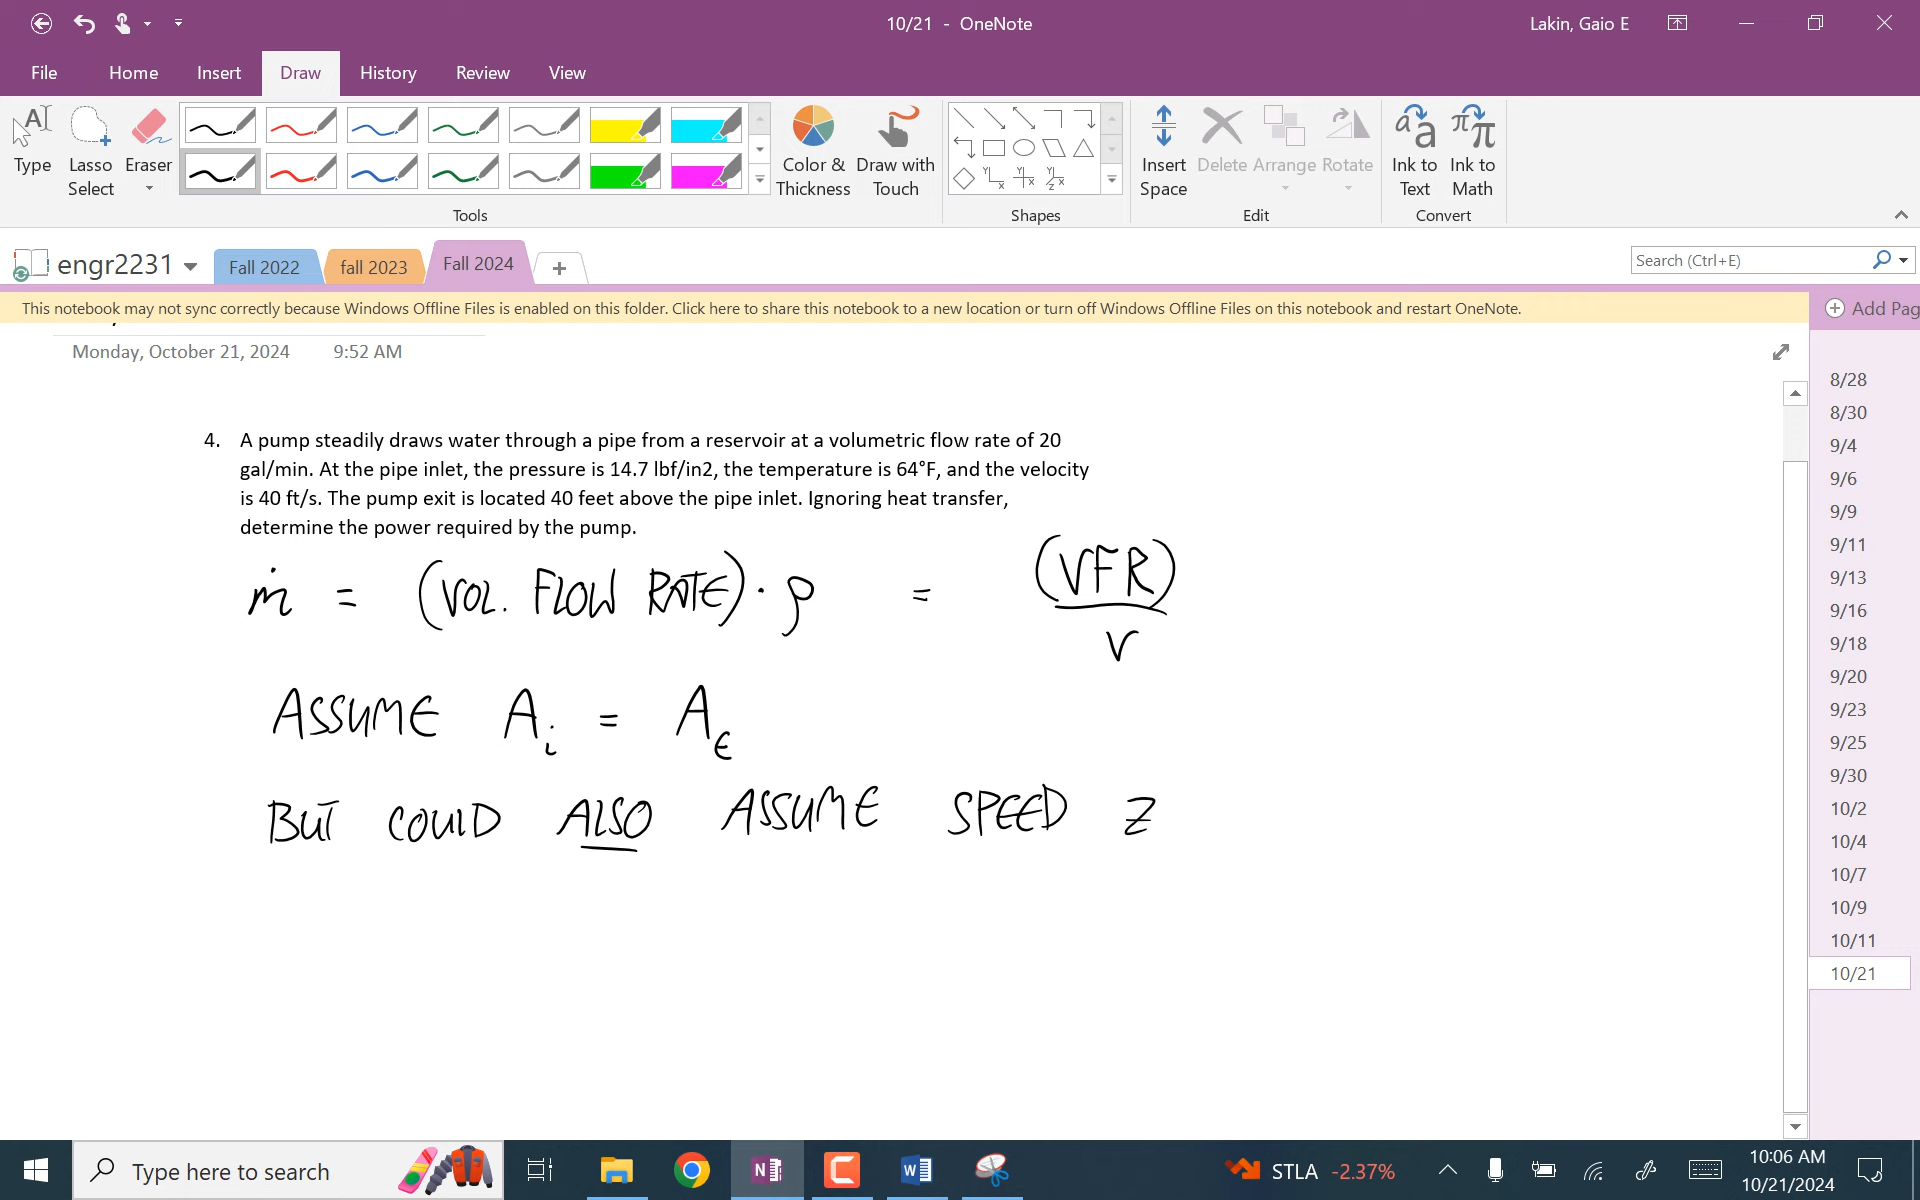 10/21 - OneNote
Lakin, Gaio E
File Home Insert Draw History Review View
Type
Lasso Select
Eraser
Color & Thickness
Draw with Touch
Insert Space
Delete
Arrange
Rotate
Ink to Text
Ink to Math
Tools Shapes Edit Convert
engr2231 Fall 2022 fall 2023 Fall 2024
Search (Ctrl+E)
This notebook may not sync correctly because Windows Offline Files is enabled on this folder. Click here to share this notebook to a new location or turn off Windows Offline Files on this notebook and restart OneNote.
Add Pag
Monday, October 21, 2024 9:52 AM
4. A pump steadily draws water through a pipe from a reservoir at a volumetric flow rate of 20
gal/min. At the pipe inlet, the pressure is 14.7 lbf/in2, the temperature is 64°F, and the velocity
is 40 ft/s. The pump exit is located 40 feet above the pipe inlet. Ignoring heat transfer,
determine the power required by the pump.
ṁ = (VOL. FLOW RATE) · ρ = (VFR)
v
ASSUME Ai = Ae
BUT COULD ALSO ASSUME SPEED Z
8/28
8/30
9/4
9/6
9/9
9/11
9/13
9/16
9/18
9/20
9/23
9/25
9/30
10/2
10/4
10/7
10/9
10/11
10/21
Type here to search
STLA -2.37%
10:06 AM
10/21/2024